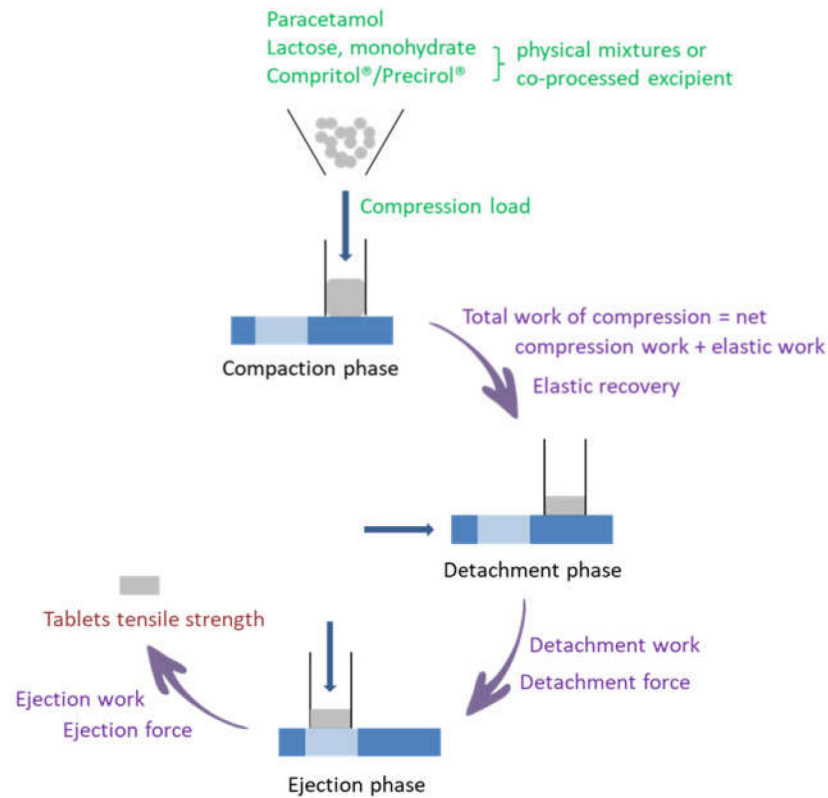 Paracetamol
Lactose, monohydrate
Compritol®/Precirol®
physical mixtures or
co-processed excipient
Compression load
Compaction phase
Total work of compression = net
compression work + elastic work
Elastic recovery
Detachment phase
Detachment work
Detachment force
Tablets tensile strength
Ejection work
Ejection force
Ejection phase